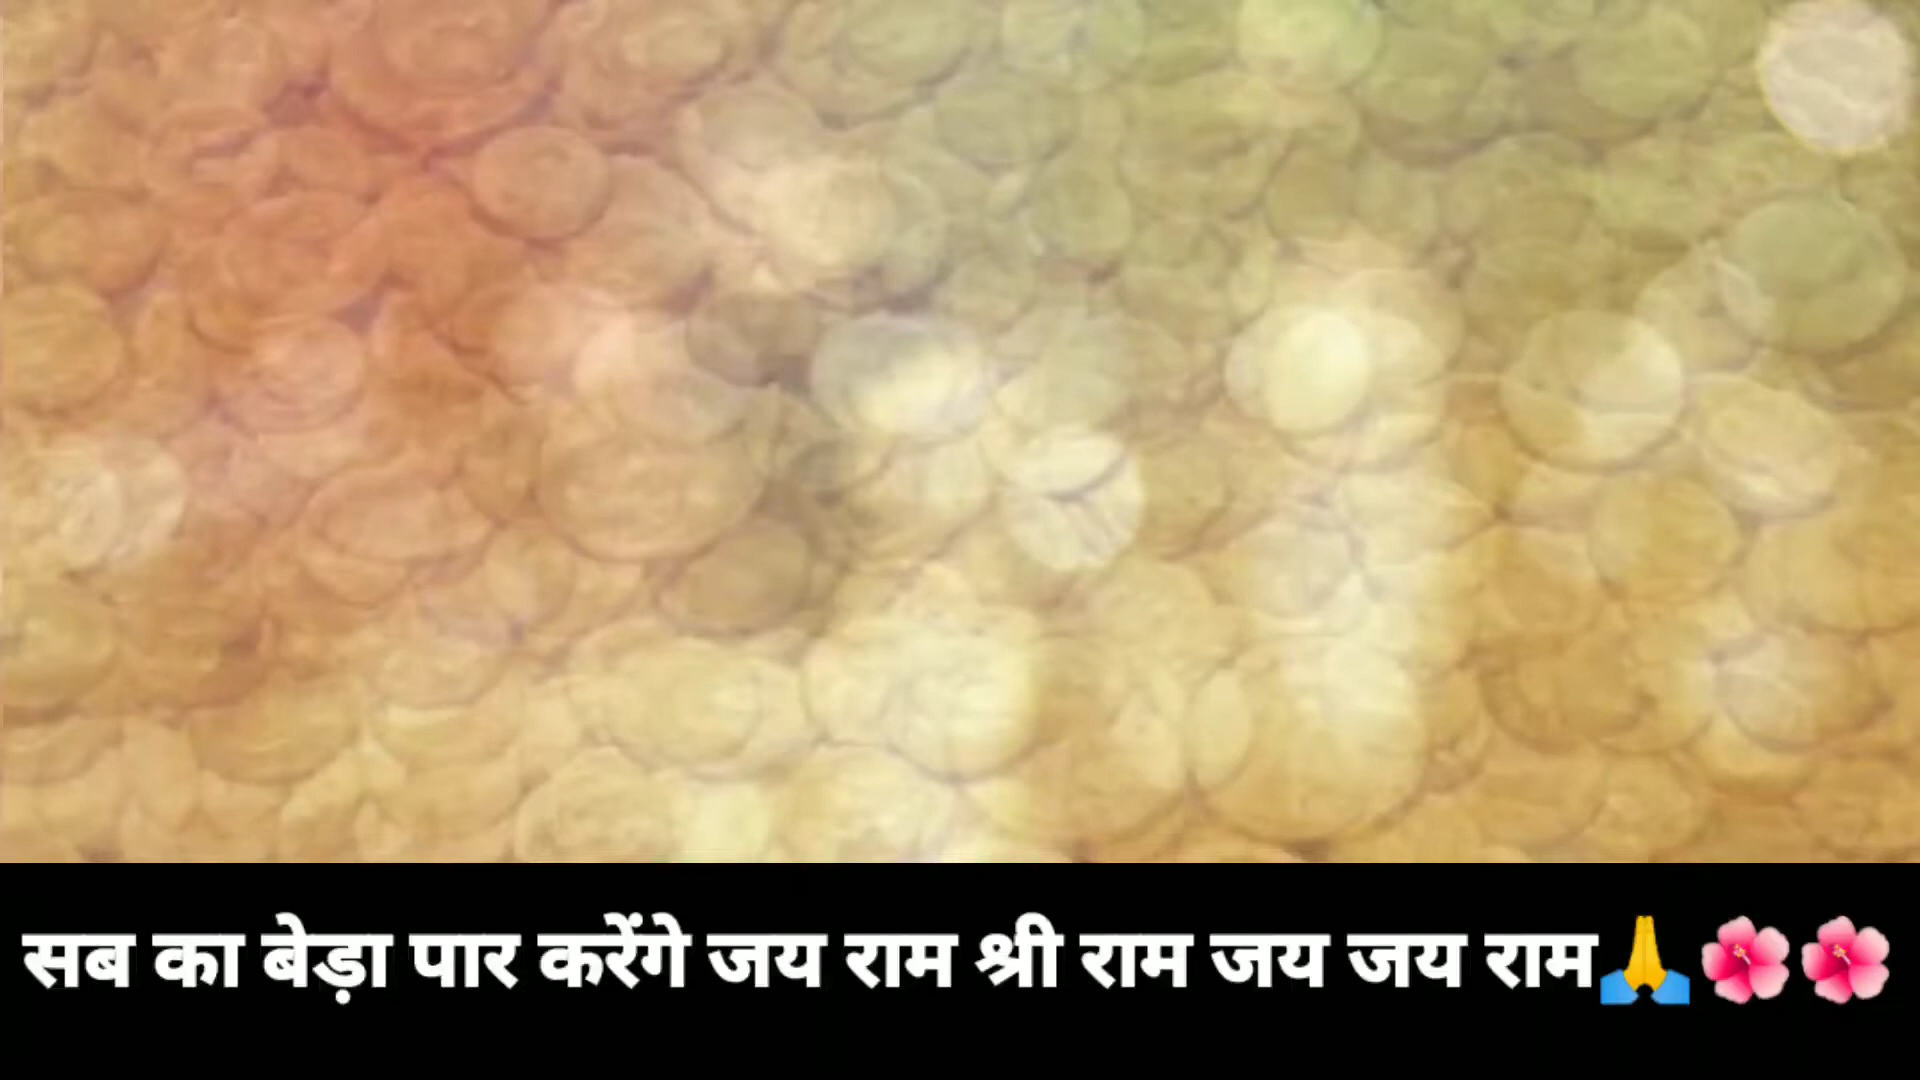 सब का बेड़ा पार करेंगे जय राम श्री राम जय जय राम🙏🌺🌺